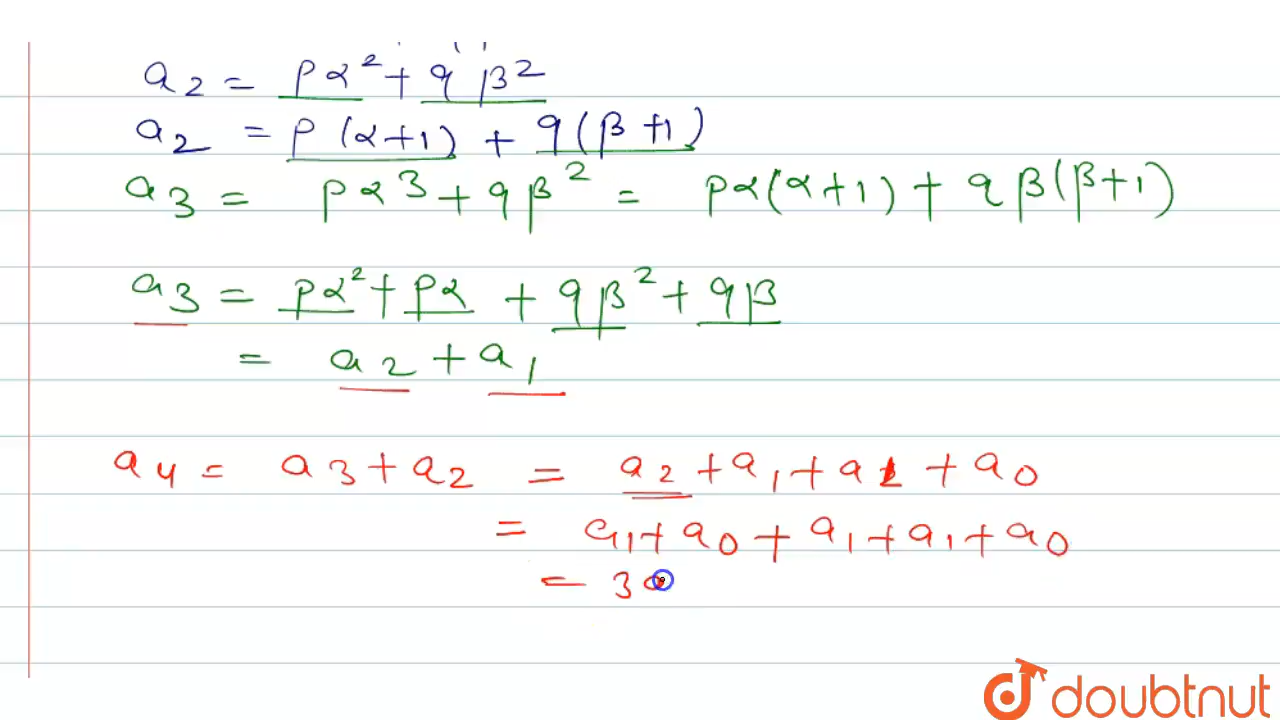 a₂ = pα² + qβ²
a₂ = p(α+1) + q(β+1)
a₃ = pα³ + qβ² = pα(α+1) + qβ(β+1)
a₃ = pα² + pα + qβ² + qβ
= a₂ + a₁
a₄ = a₃ + a₂ = a₂ + a₁ + a₁ + a₀
= a₁ + a₀ + a₁ + a₁ + a₀
= 3a
doubtnut